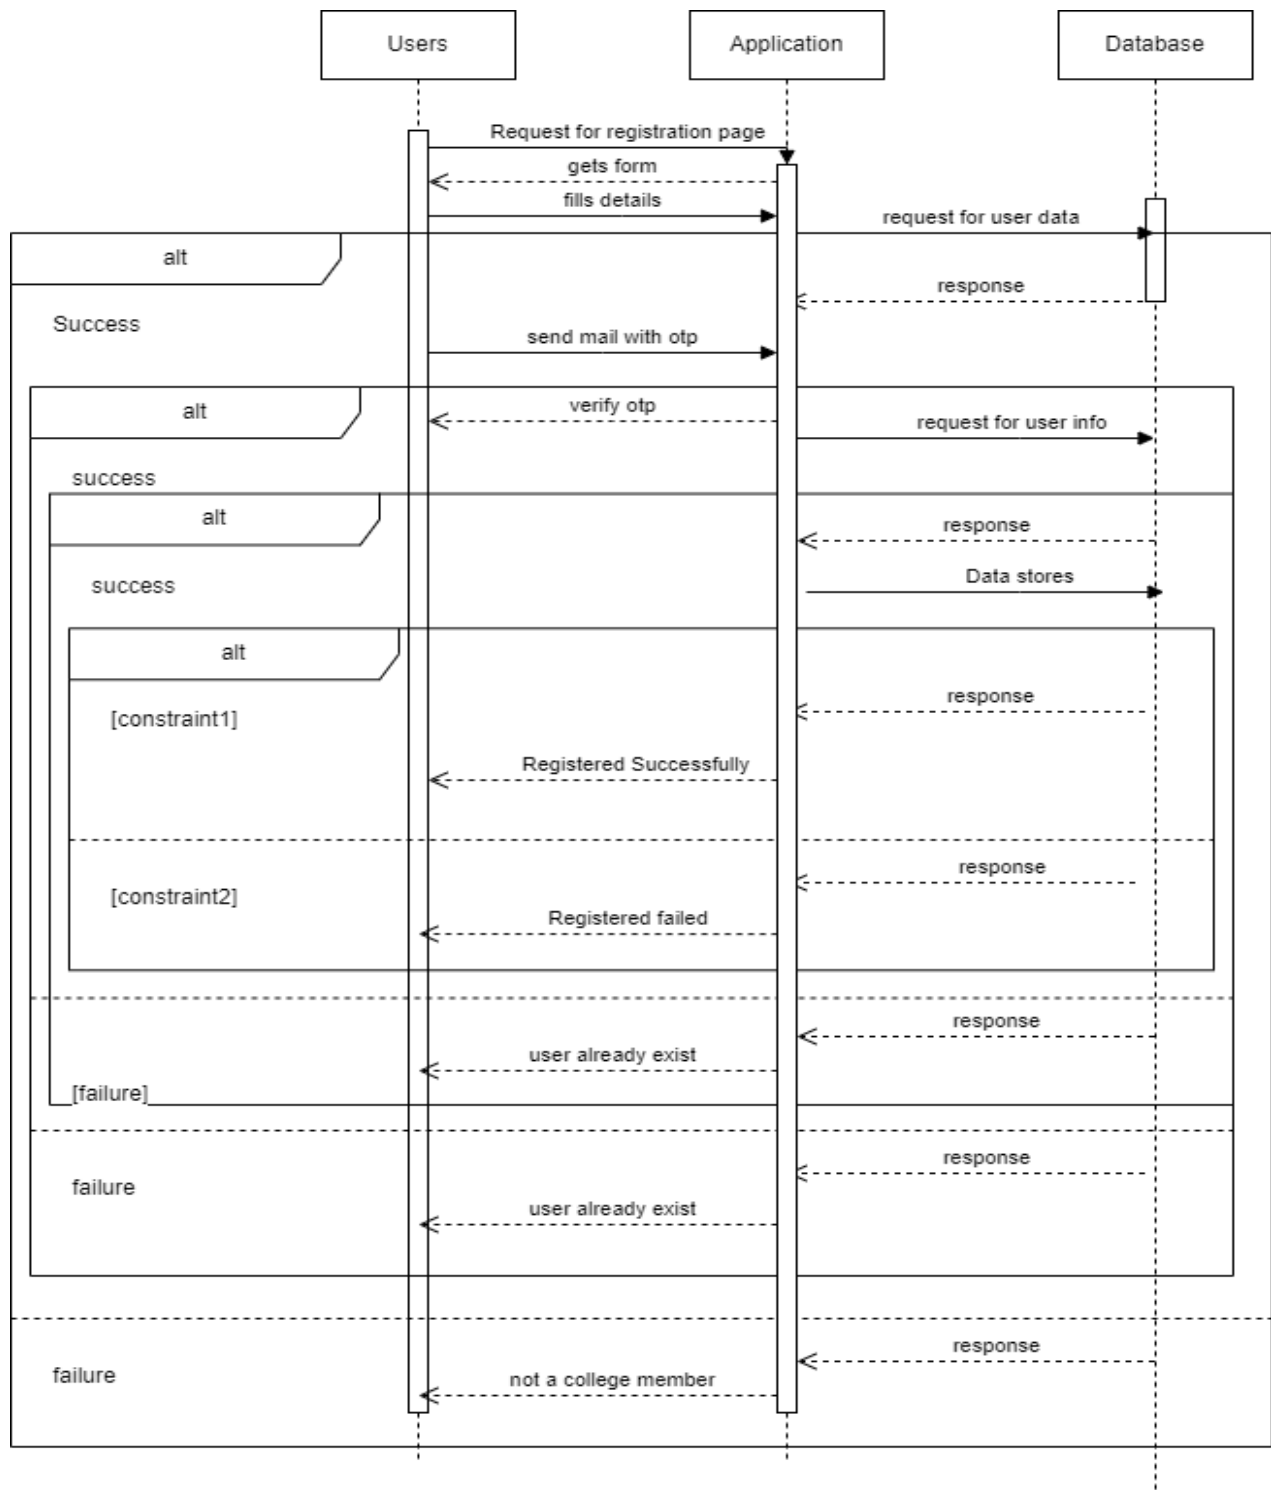 Users
Application
Database
Request for registration page
gets form
fills details
request for user data
alt
response
Success
send mail with otp
alt
verify otp
request for user info
success
alt
response
success
Data stores
alt
response
[constraint1]
Registered Successfully
response
[constraint2]
Registered failed
response
user already exist
[failure]
response
failure
user already exist
response
failure
not a college member